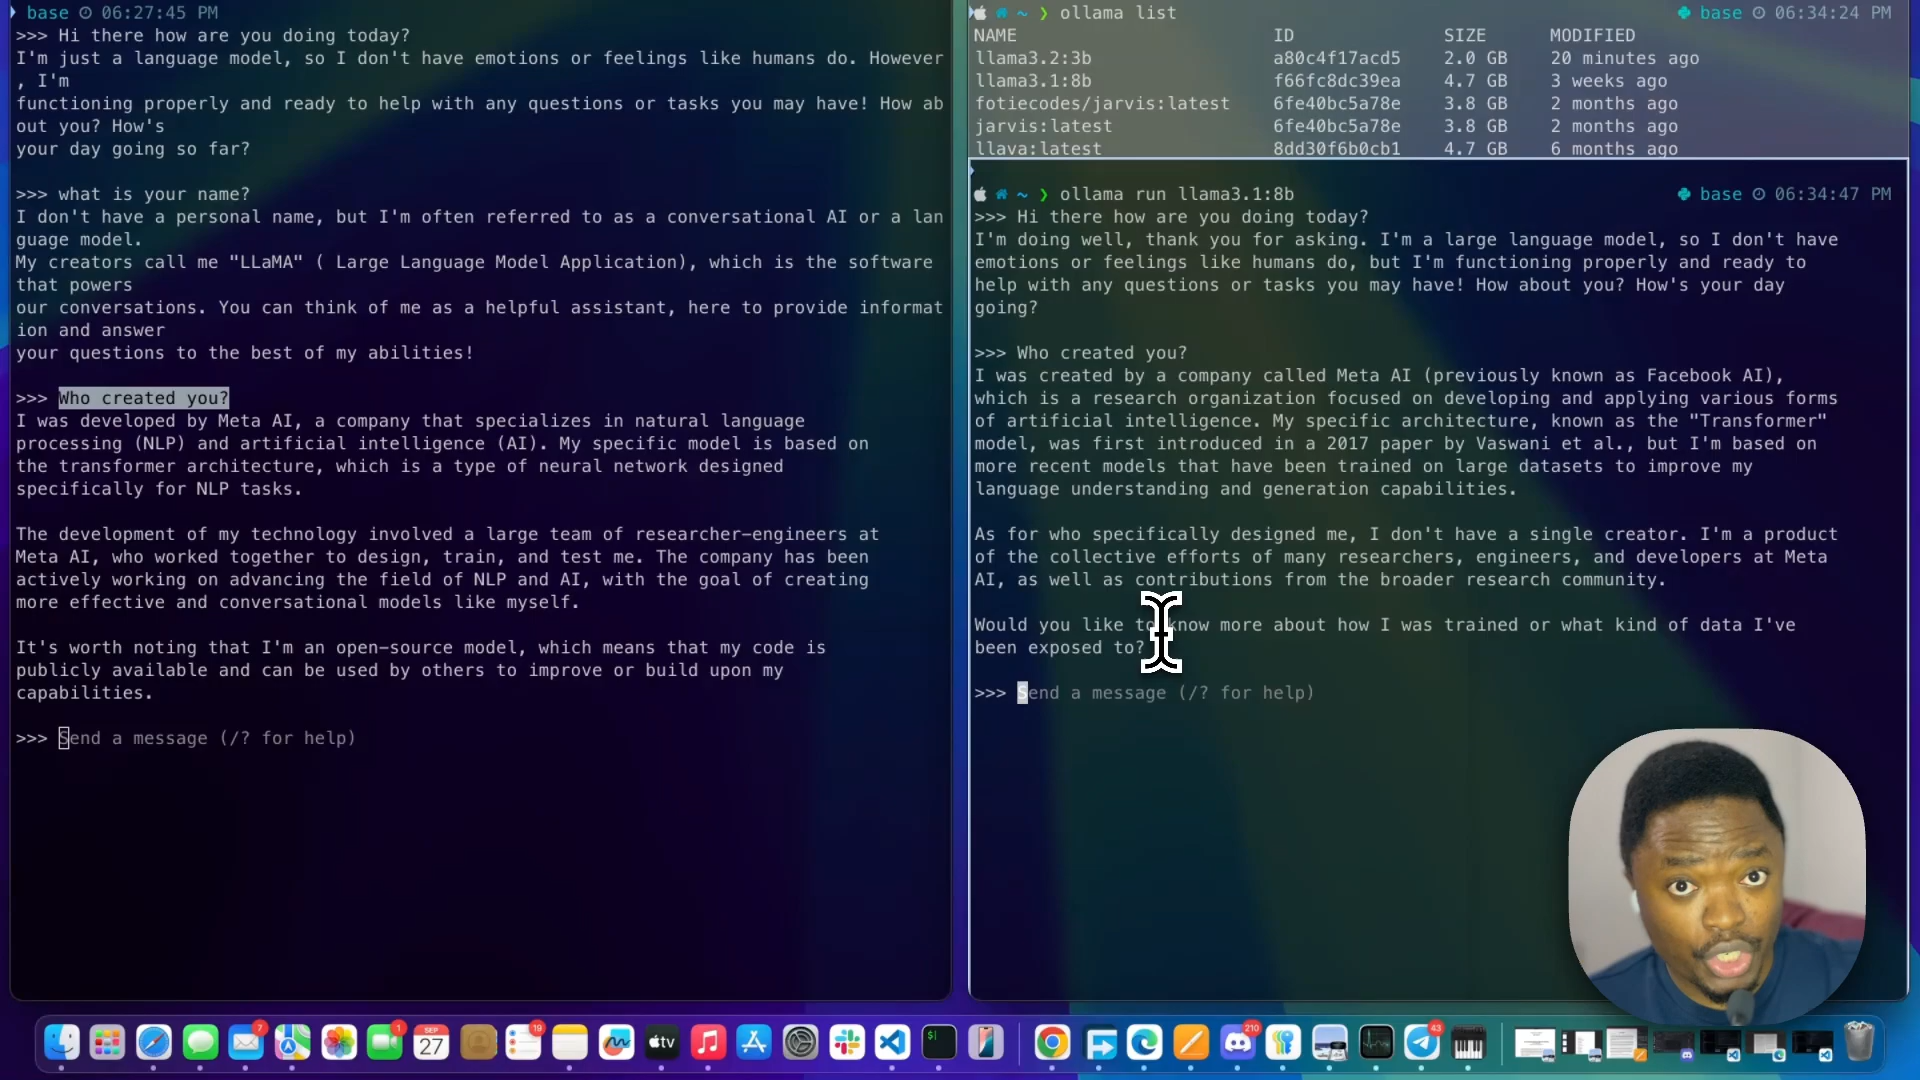 base 06:27:45 PM
>>> Hi there how are you doing today?
I'm just a language model, so I don't have emotions or feelings like humans do. However
, I'm
functioning properly and ready to help with any questions or tasks you may have! How ab
out you? How's
your day going so far?
>>> what is your name?
I don't have a personal name, but I'm often referred to as a conversational AI or a lan
guage model.
My creators call me "LLaMA" ( Large Language Model Application), which is the software
that powers
our conversations. You can think of me as a helpful assistant, here to provide informat
ion and answer
your questions to the best of my abilities!
>>> Who created you?
I was developed by Meta AI, a company that specializes in natural language
processing (NLP) and artificial intelligence (AI). My specific model is based on
the transformer architecture, which is a type of neural network designed
specifically for NLP tasks.
The development of my technology involved a large team of researcher-engineers at
Meta AI, who worked together to design, train, and test me. The company has been
actively working on advancing the field of NLP and AI, with the goal of creating
more effective and conversational models like myself.
It's worth noting that I'm an open-source model, which means that my code is
publicly available and can be used by others to improve or build upon my
capabilities.
>>> Send a message (/? for help)
~ ❯ ollama list base 06:34:24 PM
NAME ID SIZE MODIFIED
llama3.2:3b a80c4f17acd5 2.0 GB 20 minutes ago
llama3.1:8b f66fc8dc39ea 4.7 GB 3 weeks ago
fotiecodes/jarvis:latest 6fe40bc5a78e 3.8 GB 2 months ago
jarvis:latest 6fe40bc5a78e 3.8 GB 2 months ago
llava:latest 8dd30f6b0cb1 4.7 GB 6 months ago
~ ❯ ollama run llama3.1:8b base 06:34:47 PM
>>> Hi there how are you doing today?
I'm doing well, thank you for asking. I'm a large language model, so I don't have
emotions or feelings like humans do, but I'm functioning properly and ready to
help with any questions or tasks you may have! How about you? How's your day
going?
>>> Who created you?
I was created by a company called Meta AI (previously known as Facebook AI),
which is a research organization focused on developing and applying various forms
of artificial intelligence. My specific architecture, known as the "Transformer"
model, was first introduced in a 2017 paper by Vaswani et al., but I'm based on
more recent models that have been trained on large datasets to improve my
language understanding and generation capabilities.
As for who specifically designed me, I don't have a single creator. I'm a product
of the collective efforts of many researchers, engineers, and developers at Meta
AI, as well as contributions from the broader research community.
Would you like to know more about how I was trained or what kind of data I've
been exposed to?
>>> Send a message (/? for help)
7
1
SEP
27
19
tv
$
210
43